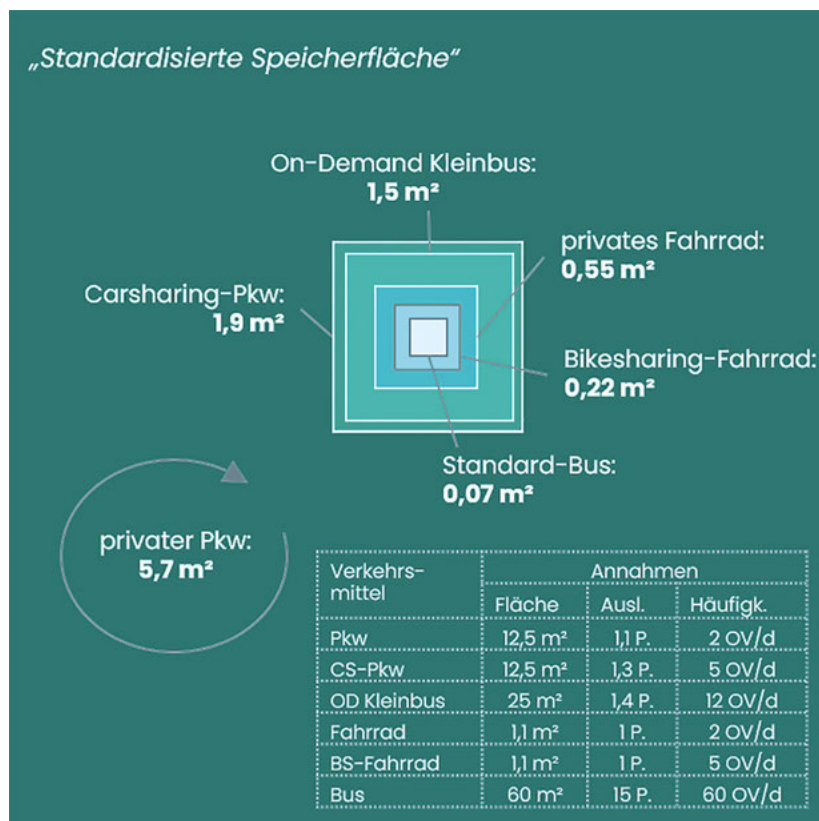 „Standardisierte Speicherfläche“
On-Demand Kleinbus:
1,5 m²
privates Fahrrad:
0,55 m²
Carsharing-Pkw:
1,9 m²
Bikesharing-Fahrrad:
0,22 m²
Standard-Bus:
0,07 m²
privater Pkw:
5,7 m²
Verkehrs-
mittel
Annahmen
Fläche Ausl. Häufigk.
Pkw 12,5 m² 1,1 P. 2 OV/d
CS-Pkw 12,5 m² 1,3 P. 5 OV/d
OD Kleinbus 25 m² 1,4 P. 12 OV/d
Fahrrad 1,1 m² 1 P. 2 OV/d
BS-Fahrrad 1,1 m² 1 P. 5 OV/d
Bus 60 m² 15 P. 60 OV/d